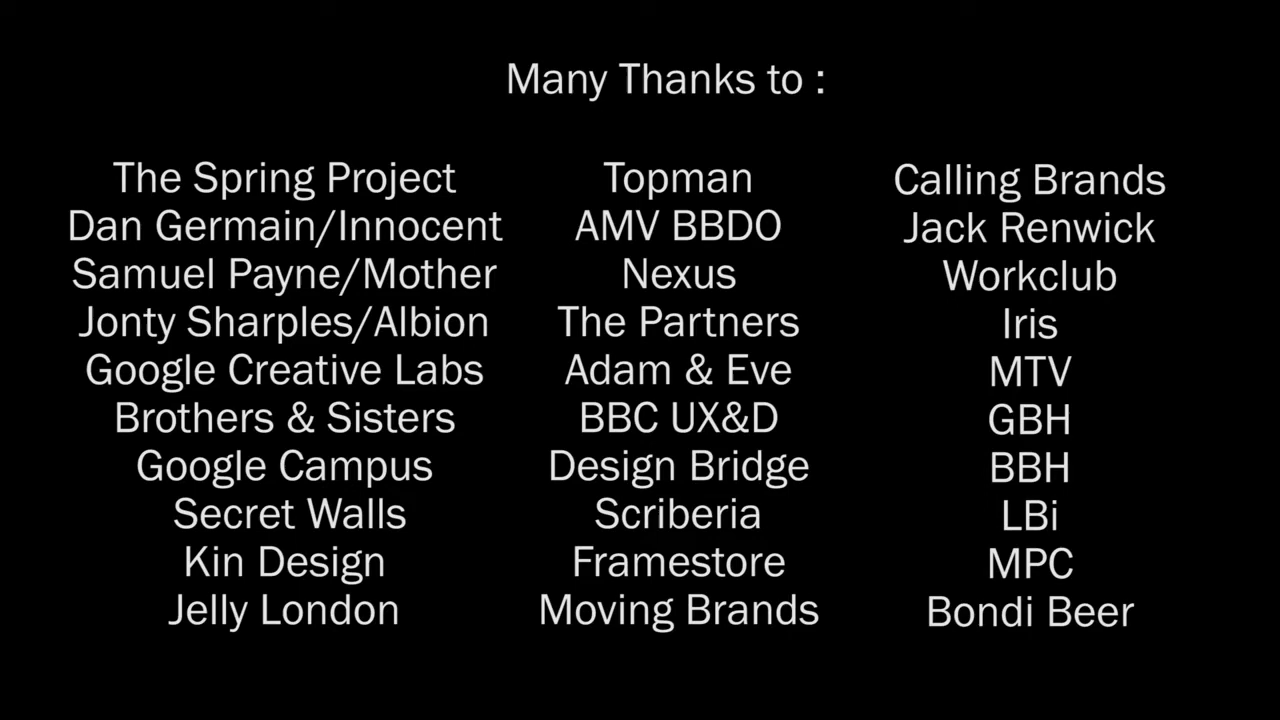 Many Thanks to :
The Spring Project
Dan Germain/Innocent
Samuel Payne/Mother
Jonty Sharples/Albion
Google Creative Labs
Brothers & Sisters
Google Campus
Secret Walls
Kin Design
Jelly London
Topman
AMV BBDO
Nexus
The Partners
Adam & Eve
BBC UX&D
Design Bridge
Scriberia
Framestore
Moving Brands
Calling Brands
Jack Renwick
Workclub
Iris
MTV
GBH
BBH
LBi
MPC
Bondi Beer